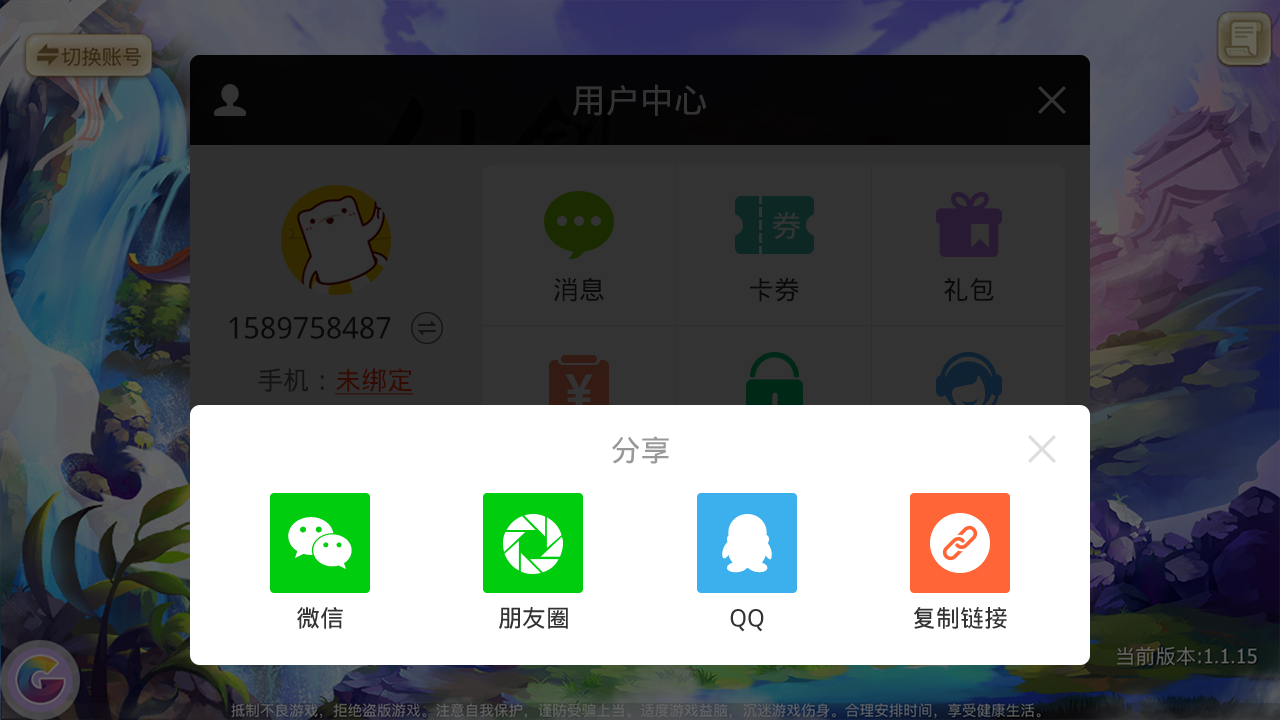 切换账号
用户中心
券
消息
卡券
礼包
1589758487
手机：未绑定
¥
分享
微信
朋友圈
QQ
复制链接
当前版本:1.1.15
抵制不良游戏，拒绝盗版游戏。注意自我保护，谨防受骗上当。适度游戏益脑，沉迷游戏伤身。合理安排时间，享受健康生活。